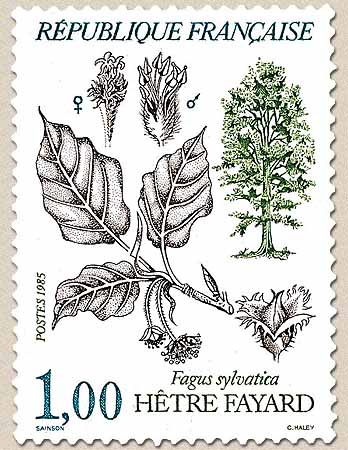 RÉPUBLIQUE FRANÇAISE
♀ ♂
POSTES 1985
Fagus sylvatica
1,00 HÊTRE FAYARD
SAINSON C. HALEY